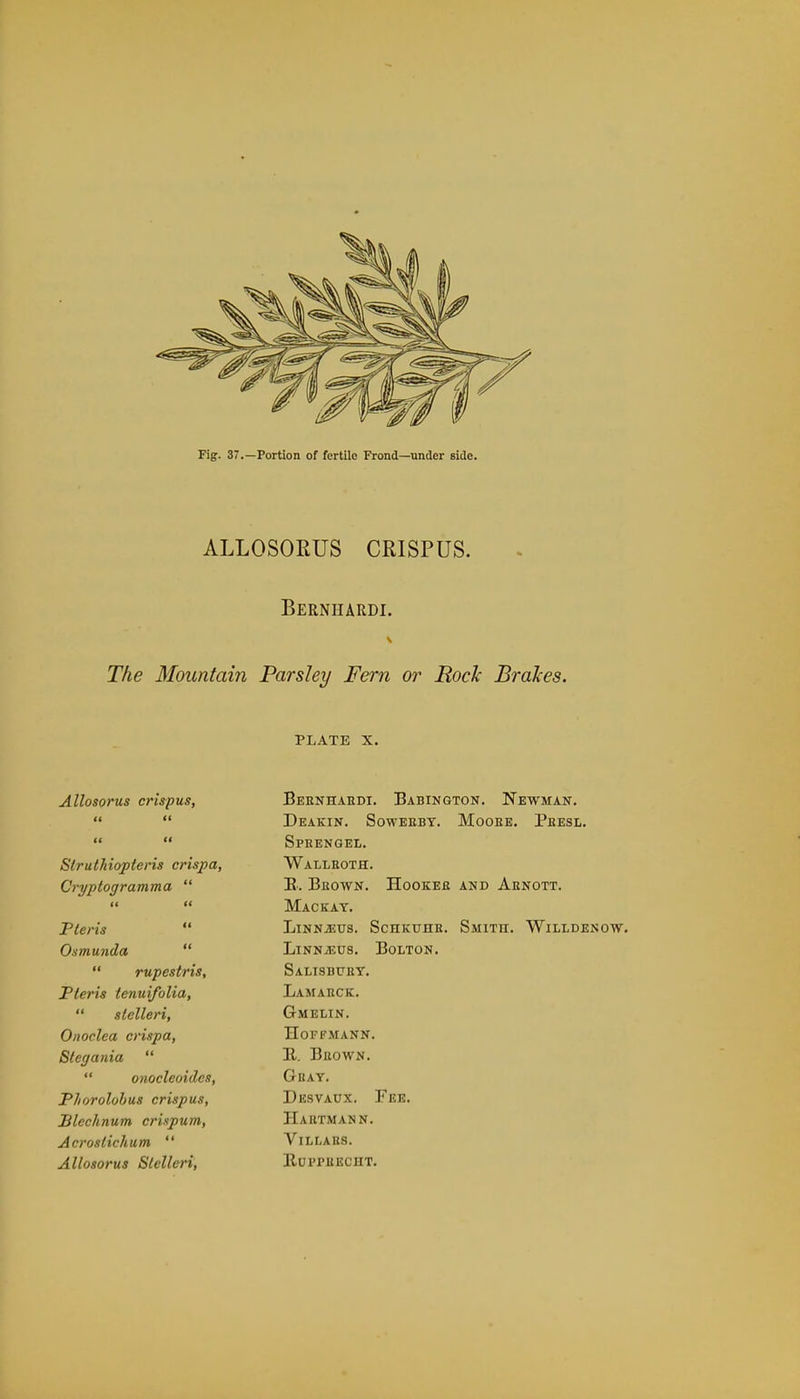 Fig. 37.—Portion of fertile Frond—under side.
ALLOSORUS CRISPUS.
BERNHARDI.
The Mountain Parsley Fern or Rock Brakes.
PLATE X.
Allosorus crispus, BERNHARDI. BABINGTON. NEWMAN.
“ “ DEAKIN. SOWERBY. MOORE. PRESL.
“ “ SPRENGEL.
Struthiopteris crispa, WALLROTH.
Cryptogramma “ R. BROWN. HOOKER AND ARNOTT.
“ “ MACKAY.
Pteris “ LINNÆUS. SCHKUHR. SMITH. WILLDENOW.
Osmunda “ LINNÆUS. BOLTON.
“ rupestris, SALISBURY.
Pteris tenuifolia, LAMARCK.
“ stelleri, GMELIN.
Onoclea crispa, HOFFMANN.
Stegania “ R. BROWN.
“ onocleoides, GRAY.
Phorolobus crispus, DESVAUX. FEE.
Blechnum crispum, HARTMANN.
Acrostichum “ VILLARS.
Allosorus Stelleri, RUPPRECHT.